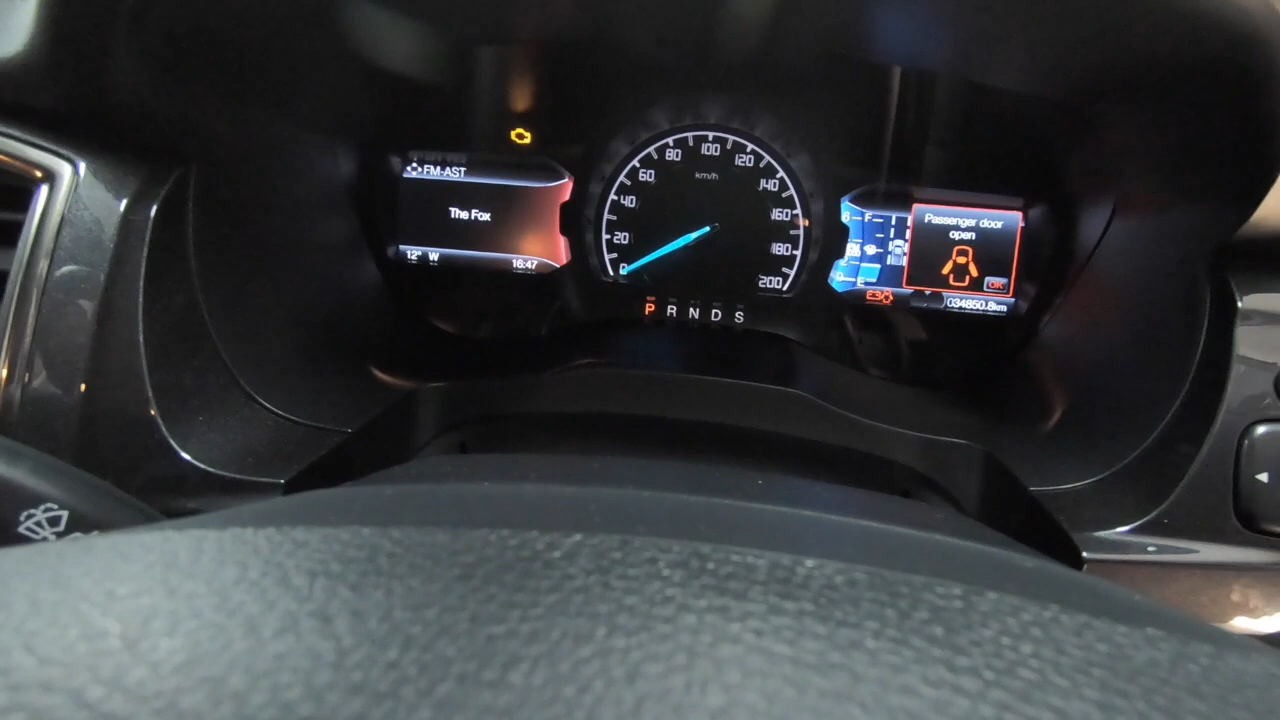 FM-AST
The Fox
12° W
16:47
0
20
40
60
80
100
120
140
160
180
200
km/h
P R N D S
6
F
E
Passenger door
open
OK
034850.8km